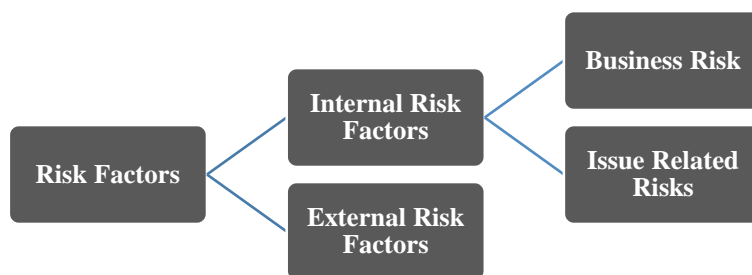 Risk Factors
Internal Risk
Factors
External Risk
Factors
Business Risk
Issue Related
Risks